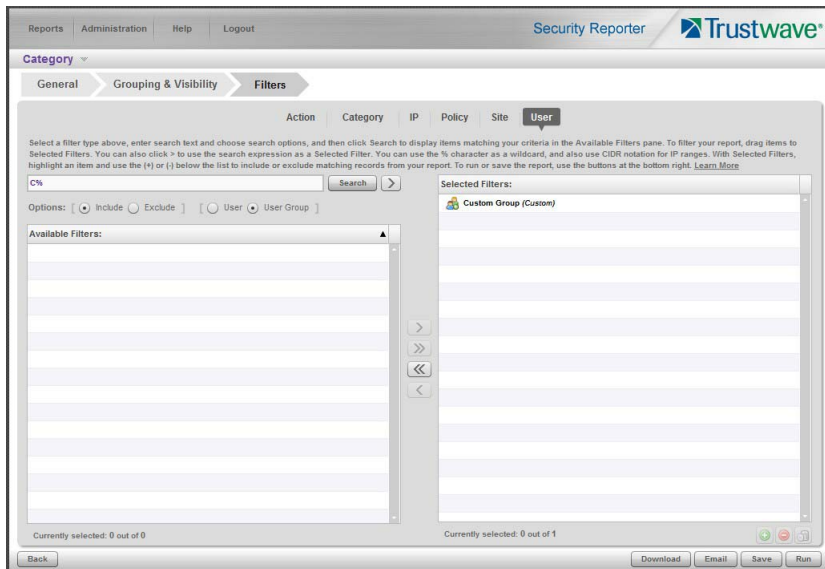 Reports Administration Help Logout
Security Reporter
Trustwave®
Category
General Grouping & Visibility Filters
Action Category IP Policy Site User
Select a filter type above, enter search text and choose search options, and then click Search to display items matching your criteria in the Available Filters pane. To filter your report, drag items to
Selected Filters. You can also click > to use the search expression as a Selected Filter. You can use the % character as a wildcard, and also use CIDR notation for IP ranges. With Selected Filters,
highlight an item and use the (+) or (-) below the list to include or exclude matching records from your report. To run or save the report, use the buttons at the bottom right. Learn More
C% Search >
Options: [ Include Exclude ] [ User User Group ]
Available Filters:
Currently selected: 0 out of 0
Selected Filters:
Custom Group (Custom)
Currently selected: 0 out of 1
Back Download Email Save Run